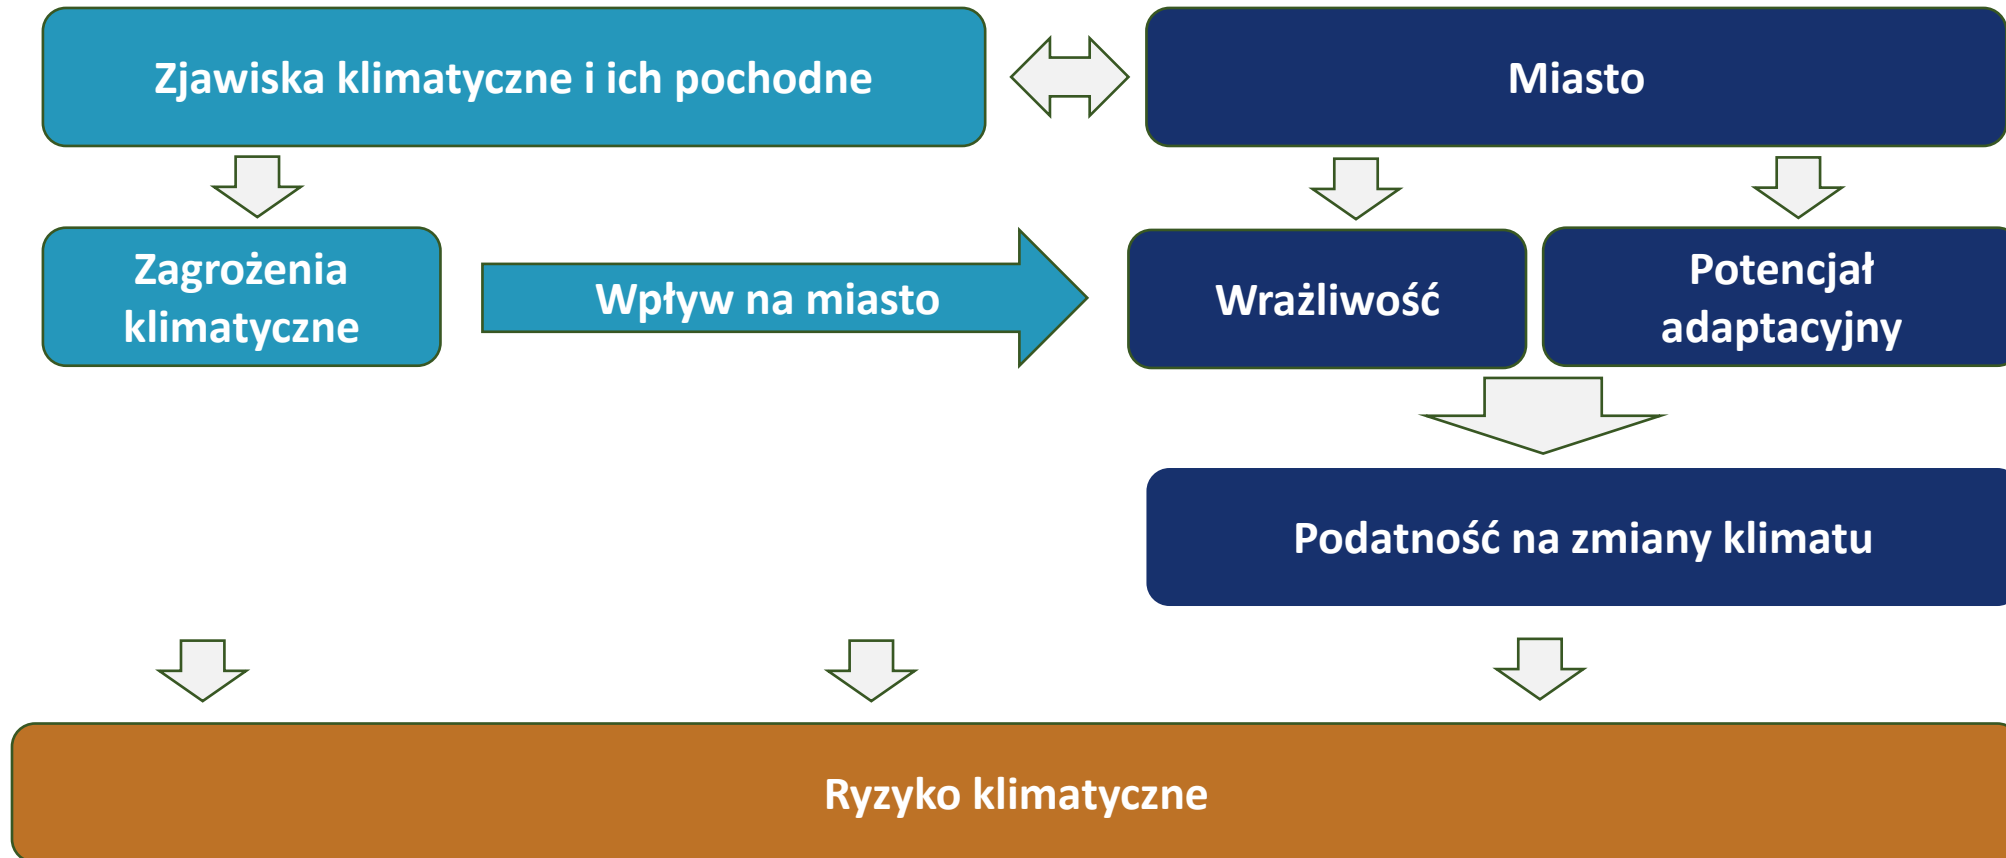 Zjawiska klimatyczne i ich pochodne
Miasto
Zagrożenia
klimatyczne
Wpływ na miasto
Wrażliwość
Potencjał
adaptacyjny
Podatność na zmiany klimatu
Ryzyko klimatyczne